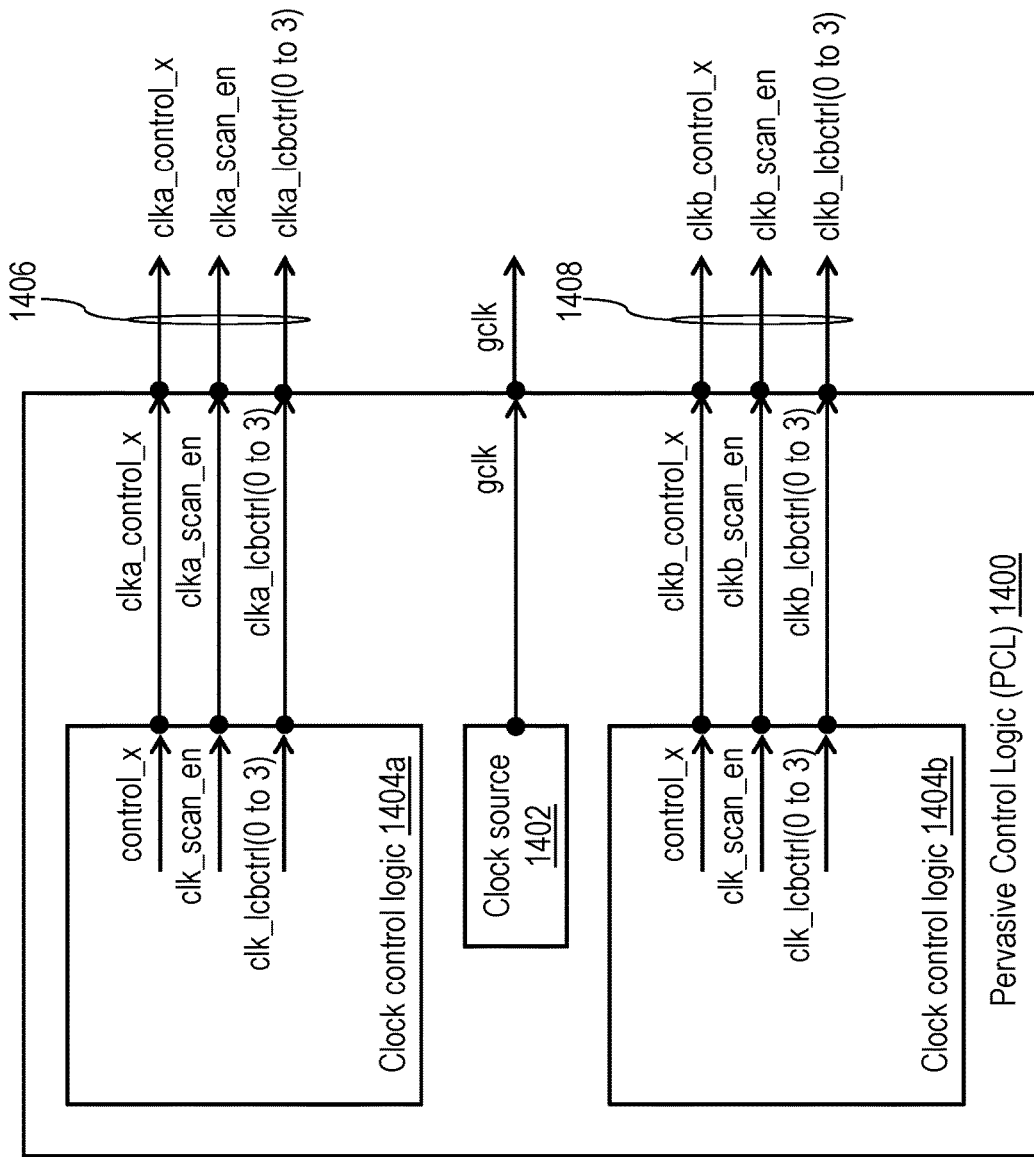 1406
control_x
clka_control_x
clka_control_x
clk_scan_en
clka_scan_en
clka_scan_en
clk_lcbctrl(0 to 3)
clka_lcbctrl(0 to 3)
clka_lcbctrl(0 to 3)
Clock control logic 1404a
Clock source
1402
gclk
gclk
1408
control_x
clkb_control_x
clkb_control_x
clk_scan_en
clkb_scan_en
clkb_scan_en
clk_lcbctrl(0 to 3)
clkb_lcbctrl(0 to 3)
clkb_lcbctrl(0 to 3)
Clock control logic 1404b
Pervasive Control Logic (PCL) 1400